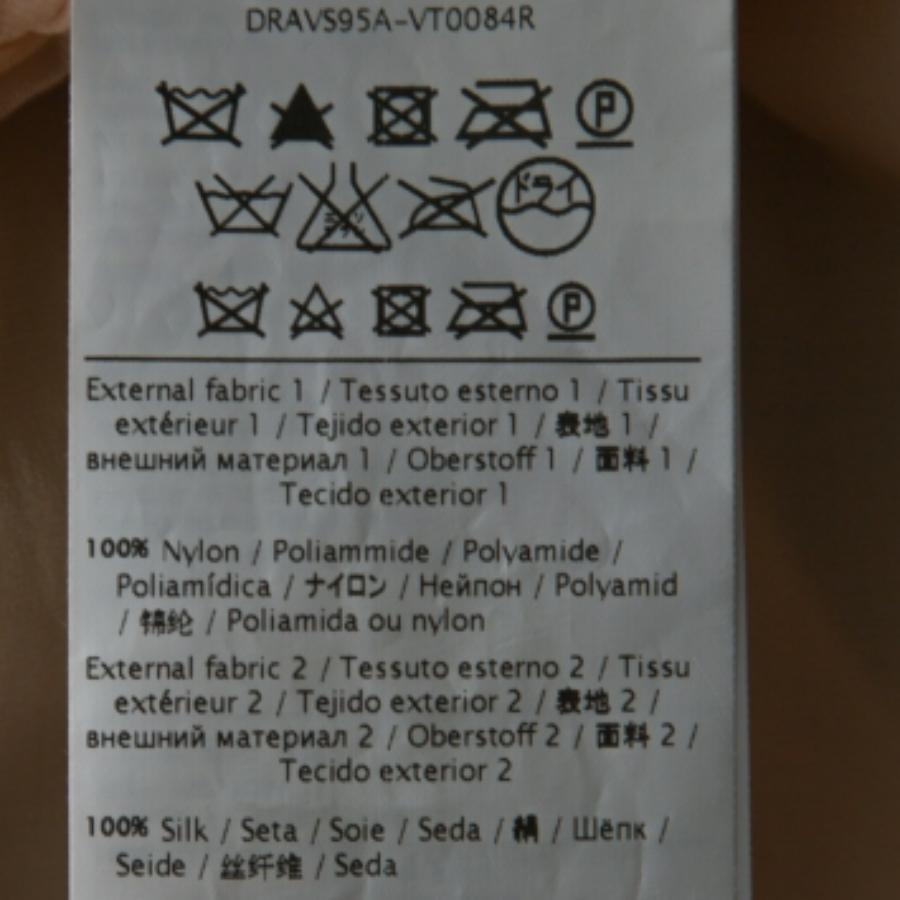 DRAVS95A-VT0084R
P
ドライ
P
External fabric 1 / Tessuto esterno 1 / Tissu
extérieur 1 / Tejido exterior 1 / 表地 1 /
внешний материал 1 / Oberstoff 1 / 面料 1 /
Tecido exterior 1
100% Nylon / Poliammide / Polyamide /
Poliamídica / ナイロン / Нейпон / Polyamid
/ 锦纶 / Poliamida ou nylon
External fabric 2 / Tessuto esterno 2 / Tissu
extérieur 2 / Tejido exterior 2 / 表地 2 /
внешний материал 2 / Oberstoff 2 / 面料 2 /
Tecido exterior 2
100% Silk / Seta / Soie / Seda / 絹 / Шёпк /
Seide / 丝纤维 / Seda